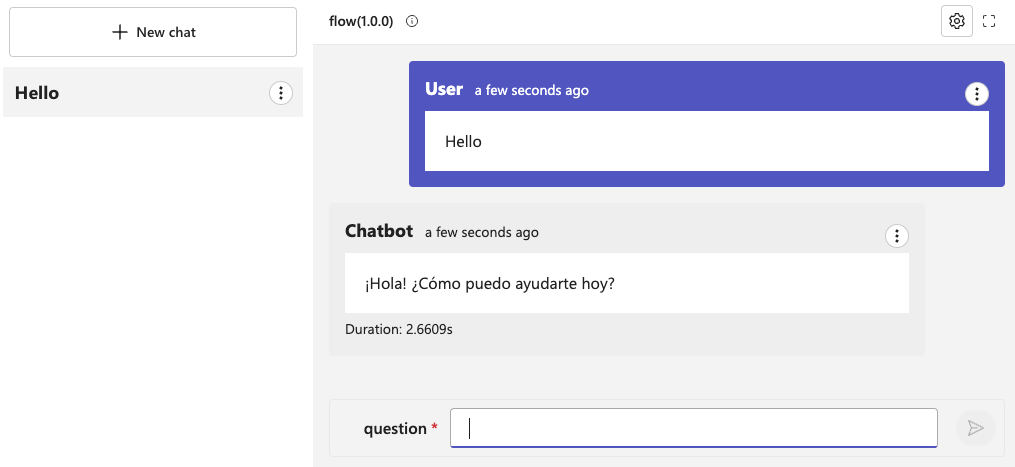 New chat
Hello
flow(1.0.0)
User a few seconds ago
Hello
Chatbot a few seconds ago
¡Hola! ¿Cómo puedo ayudarte hoy?
Duration: 2.6609s
question *